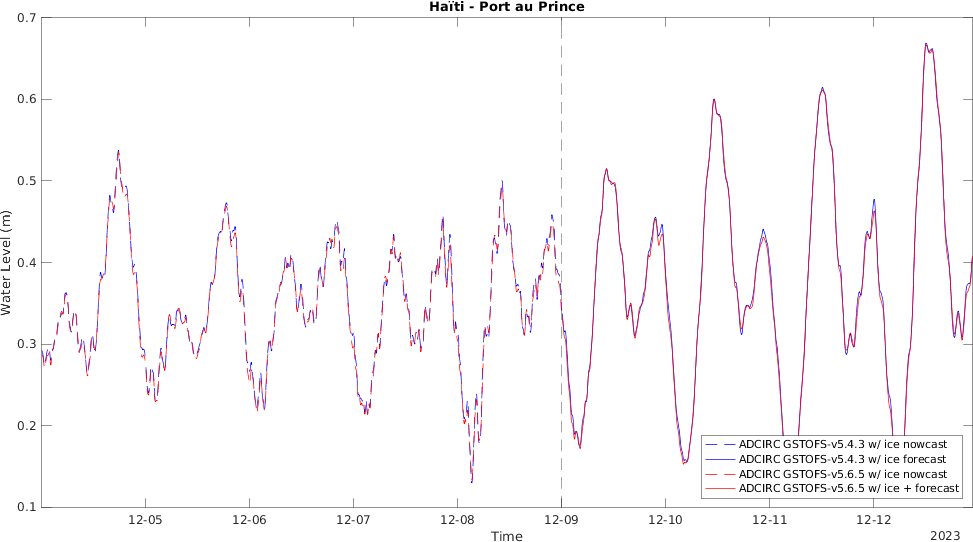 Haïti - Port au Prince
0.7
0.6
0.5
0.4
0.3
0.2
0.1
Water Level (m)
ADCIRC GSTOFS-v5.4.3 w/ ice nowcast
ADCIRC GSTOFS-v5.4.3 w/ ice forecast
ADCIRC GSTOFS-v5.6.5 w/ ice nowcast
ADCIRC GSTOFS-v5.6.5 w/ ice + forecast
12-05 12-06 12-07 12-08 12-09 12-10 12-11 12-12
Time
2023